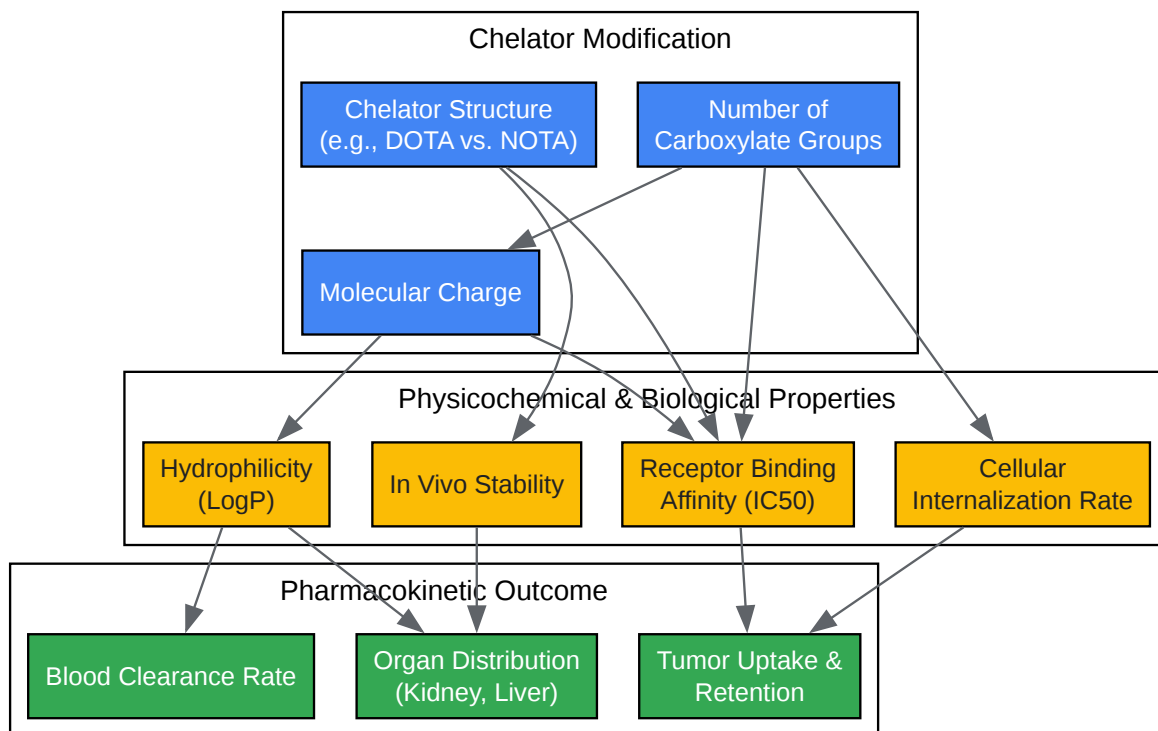 Chelator Modification
Chelator Structure
(e.g., DOTA vs. NOTA)
Number of
Carboxylate Groups
Molecular Charge
Physicochemical & Biological Properties
Hydrophilicity
(LogP)
In Vivo Stability
Receptor Binding
Affinity (IC50)
Cellular
Internalization Rate
Pharmacokinetic Outcome
Blood Clearance Rate
Organ Distribution
(Kidney, Liver)
Tumor Uptake &
Retention